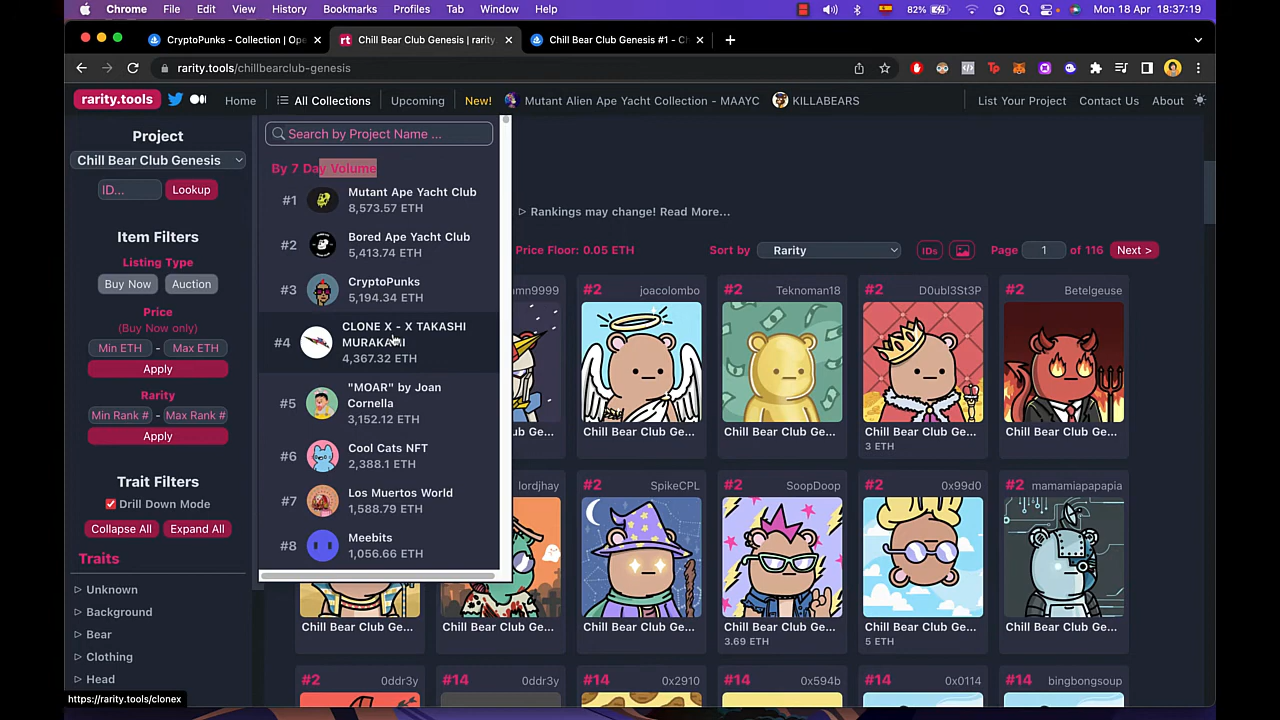 Chrome File Edit View History Bookmarks Profiles Tab Window Help 82% Mon 18 Apr 18:37:19
CryptoPunks - Collection | Ope
Chill Bear Club Genesis | rarity
Chill Bear Club Genesis #1 - Ch
rarity.tools/chillbearclub-genesis
rarity.tools Home All Collections Upcoming New! Mutant Alien Ape Yacht Collection - MAAYC KILLABEARS List Your Project Contact Us About
Project
Chill Bear Club Genesis
ID... Lookup
Item Filters
Listing Type
Buy Now Auction
Price
(Buy Now only)
Min ETH - Max ETH
Apply
Rarity
Min Rank # - Max Rank #
Apply
Trait Filters
Drill Down Mode
Collapse All Expand All
Traits
Unknown
Background
Bear
Clothing
Head
https://rarity.tools/clonex
Search by Project Name ...
By 7 Day Volume
#1 Mutant Ape Yacht Club
8,573.57 ETH
#2 Bored Ape Yacht Club
5,413.74 ETH
#3 CryptoPunks
5,194.34 ETH
#4 CLONE X - X TAKASHI
MURAKAMI
4,367.32 ETH
#5 "MOAR" by Joan
Cornella
3,152.12 ETH
#6 Cool Cats NFT
2,388.1 ETH
#7 Los Muertos World
1,588.79 ETH
#8 Meebits
1,056.66 ETH
Rankings may change! Read More...
Price Floor: 0.05 ETH Sort by Rarity IDs Page 1 of 116 Next >
mn9999 #2 joacolombo #2 Teknoman18 #2 D0ubl3St3P #2 Betelgeuse
ub Ge... Chill Bear Club Ge... Chill Bear Club Ge... Chill Bear Club Ge... Chill Bear Club Ge...
3 ETH
lordjhay #2 SpikeCPL #2 SoopDoop #2 0x99d0 #2 mamamiapapapia
Chill Bear Club Ge... Chill Bear Club Ge... Chill Bear Club Ge... Chill Bear Club Ge... Chill Bear Club Ge... Chill Bear Club Ge...
3.69 ETH 5 ETH
#2 0ddr3y #14 0ddr3y #14 0x2910 #14 0x594b #14 0x0114 #14 bingbongsoup